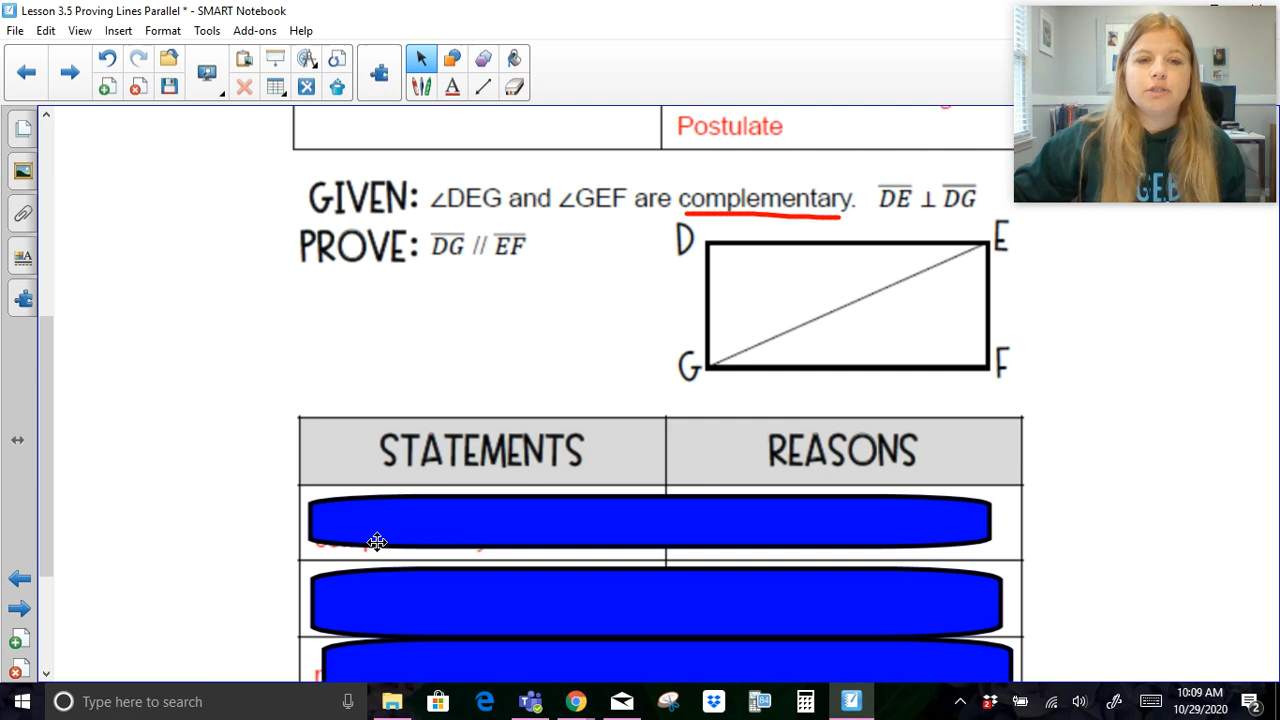 Lesson 3.5 Proving Lines Parallel * - SMART Notebook
File Edit View Insert Format Tools Add-ons Help
Postulate
GIVEN: ∠DEG and ∠GEF are complementary. DE ⊥ DG
PROVE: DG // EF
D E
G F
STATEMENTS REASONS
Type here to search
10:09 AM
10/29/2020
2